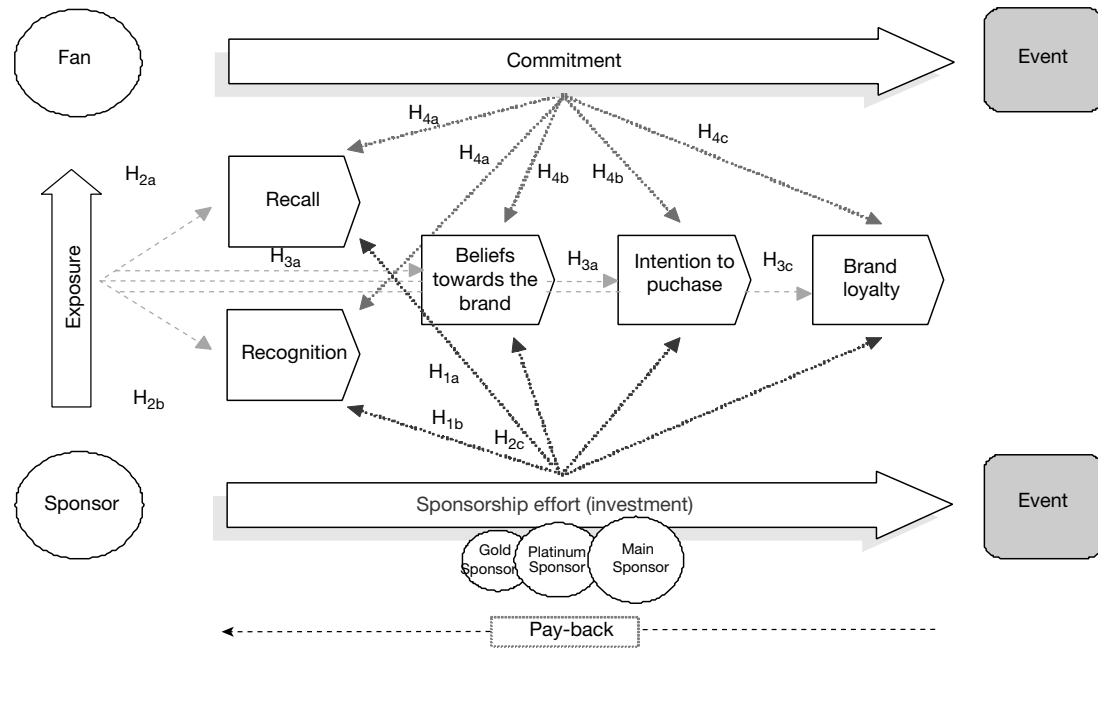 Fan
Commitment
Event
H4a
H4a
H4b
H4b
H4c
H2a
Recall
Exposure
H3a
Beliefs
towards the
brand
H3a
Intention to
puchase
H3c
Brand
loyalty
Recognition
H1a
H2b
H1b
H2c
Sponsor
Sponsorship effort (investment)
Event
Gold
Sponsor
Platinum
Sponsor
Main
Sponsor
Pay-back